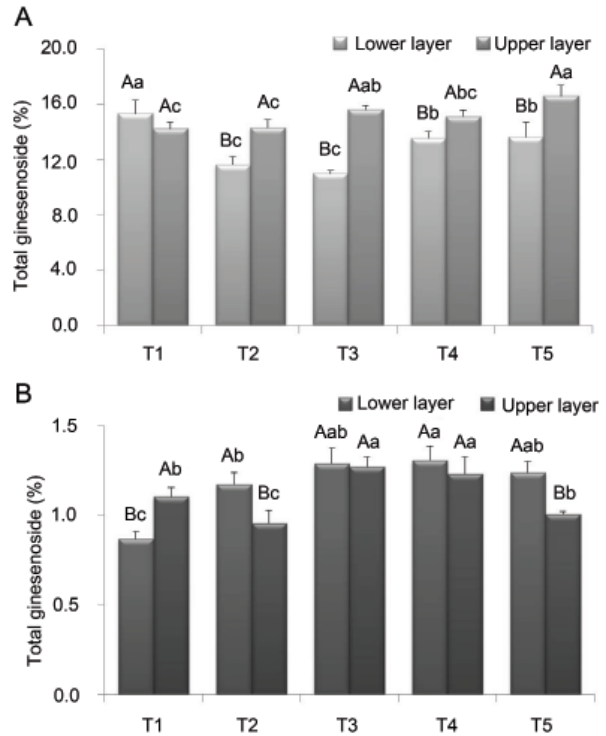 A
Lower layer Upper layer
Total ginesenoside (%)
20.0
16.0
12.0
8.0
4.0
0.0
Aa Ac Bc Ac Bc Aab Bb Abc Bb Aa
T1 T2 T3 T4 T5
B
Lower layer Upper layer
Total ginesenoside (%)
1.5
1.0
0.5
0.0
Bc Ab Ab Bc Aab Aa Aa Aa Aab Bb
T1 T2 T3 T4 T5